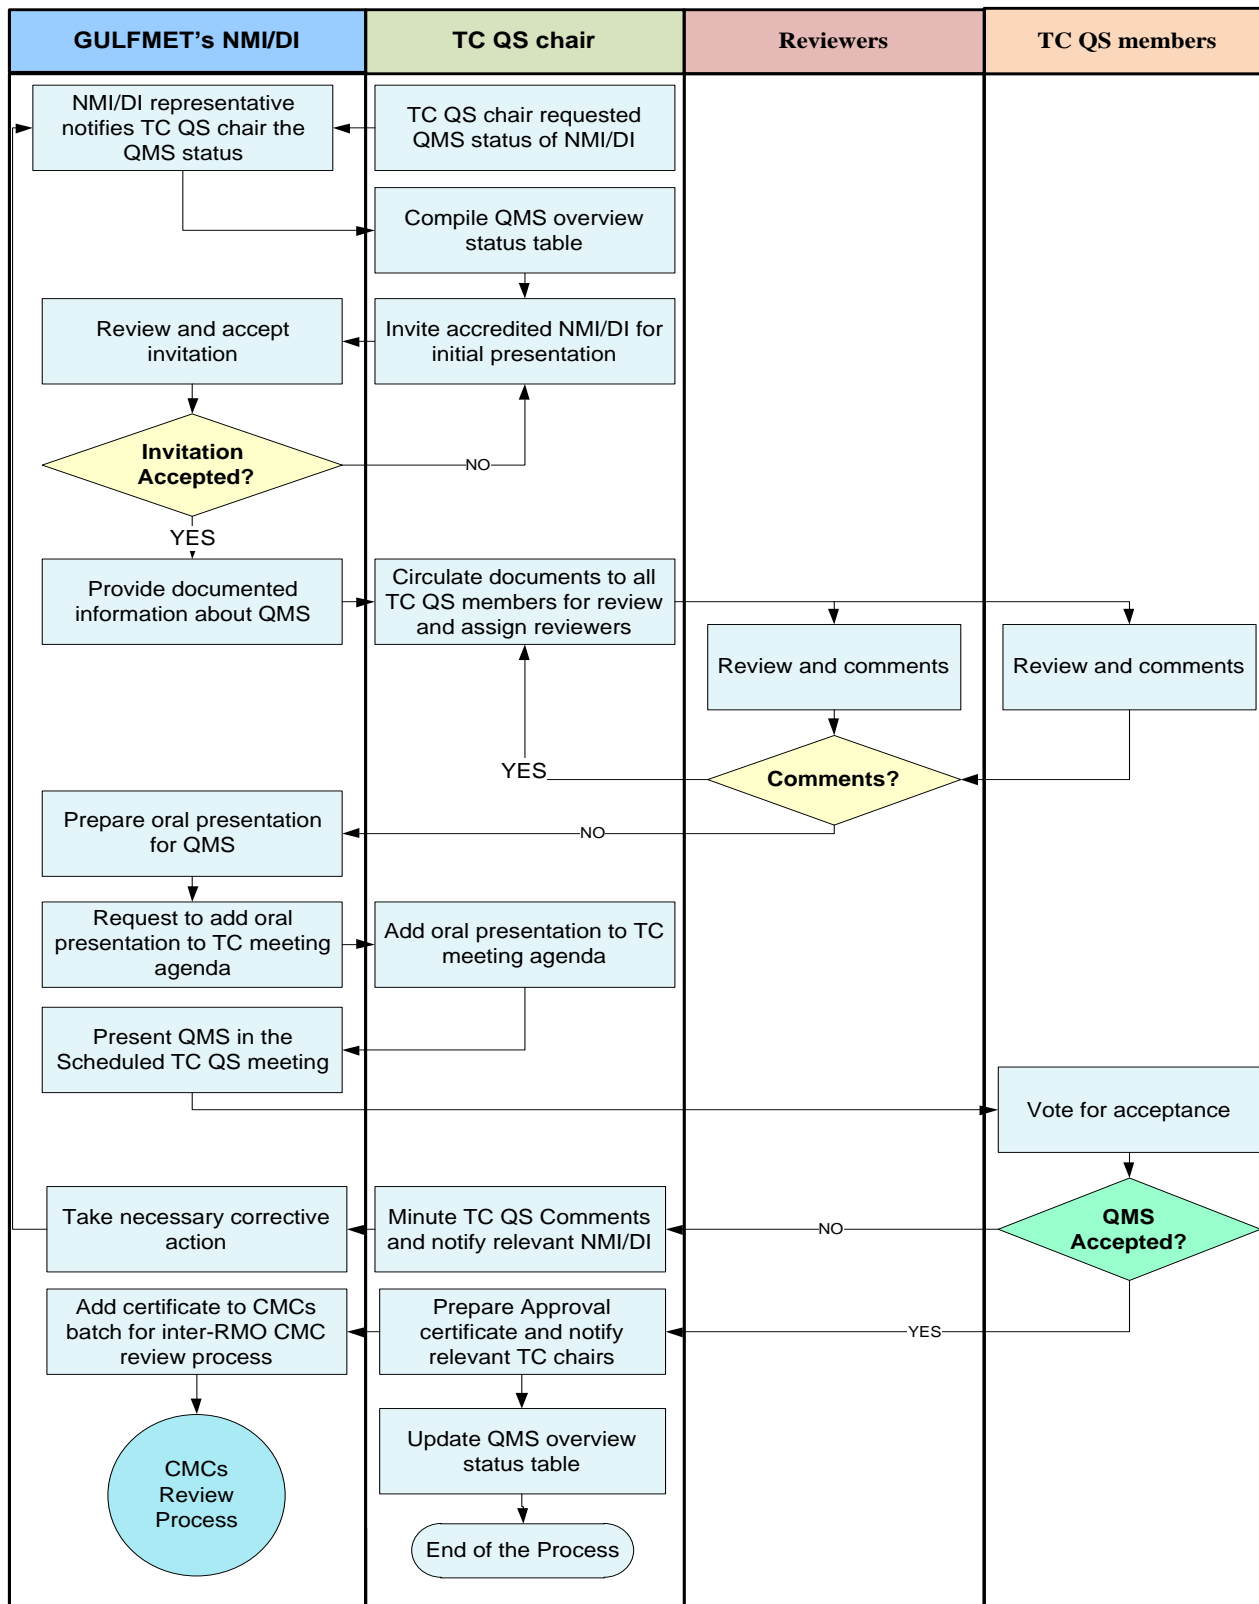 GULFMET's NMI/DI
TC QS chair
Reviewers
TC QS members
NMI/DI representative
notifies TC QS chair the
QMS status
TC QS chair requested
QMS status of NMI/DI
Compile QMS overview
status table
Review and accept
invitation
Invite accredited NMI/DI for
initial presentation
Invitation
Accepted?
NO
YES
Provide documented
information about QMS
Circulate documents to all
TC QS members for review
and assign reviewers
Review and comments
Review and comments
Comments?
YES
NO
Prepare oral presentation
for QMS
Request to add oral
presentation to TC meeting
agenda
Add oral presentation to TC
meeting agenda
Present QMS in the
Scheduled TC QS meeting
Vote for acceptance
QMS
Accepted?
NO
Minute TC QS Comments
and notify relevant NMI/DI
Take necessary corrective
action
YES
Prepare Approval
certificate and notify
relevant TC chairs
Add certificate to CMCs
batch for inter-RMO CMC
review process
Update QMS overview
status table
CMCs
Review
Process
End of the Process